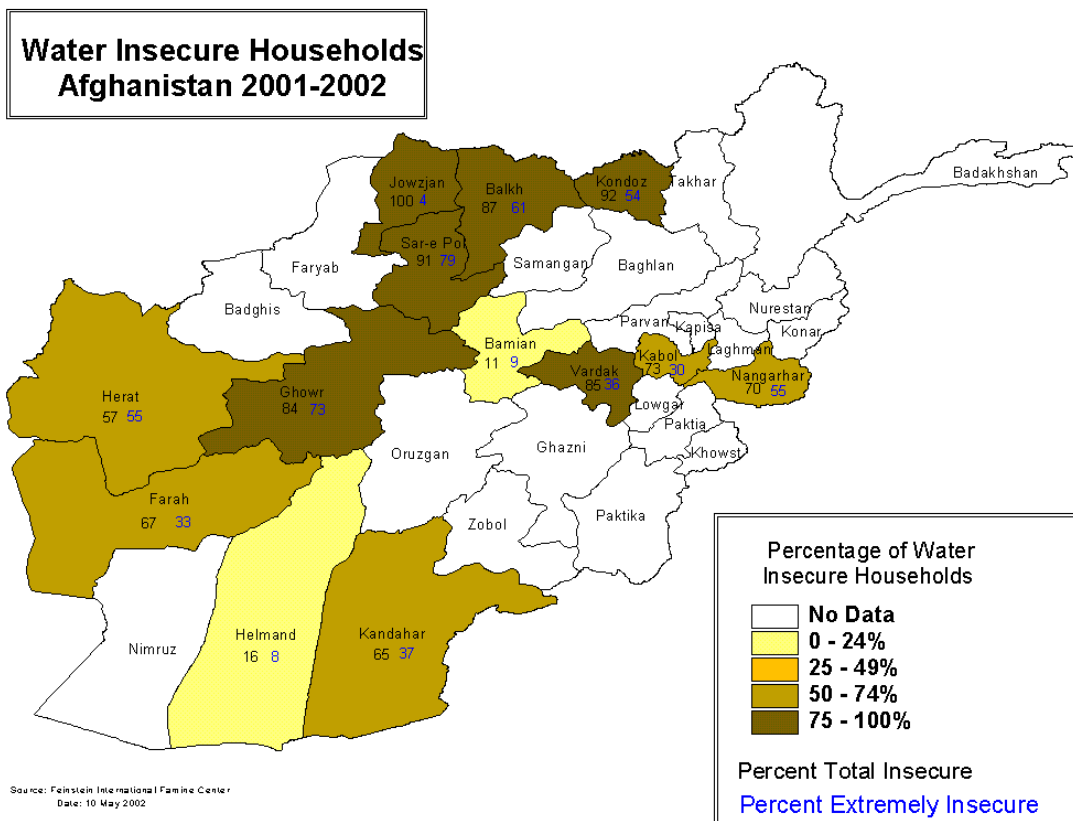 Water Insecure Households
Afghanistan 2001-2002
Badakhshan
Takhar
Kondoz
92 54
Jowzjan
100 4
Balkh
87 61
Sar-e Pol
91 79
Samangan
Baghlan
Faryab
Badghis
Nurestan
Konar
Parvan
Kapisa
Laghman
Bamian
11 9
Kabol
73 30
Vardak
85 36
Nangarhar
70 55
Herat
57 55
Ghowr
84 73
Lowgar
Paktia
Khowst
Ghazni
Oruzgan
Paktika
Zobol
Farah
67 33
Nimruz
Helmand
16 8
Kandahar
65 37
Percentage of Water
Insecure Households
No Data
0 - 24%
25 - 49%
50 - 74%
75 - 100%
Percent Total Insecure
Percent Extremely Insecure
Source: Feinstein International Famine Center
Date: 10 May 2002